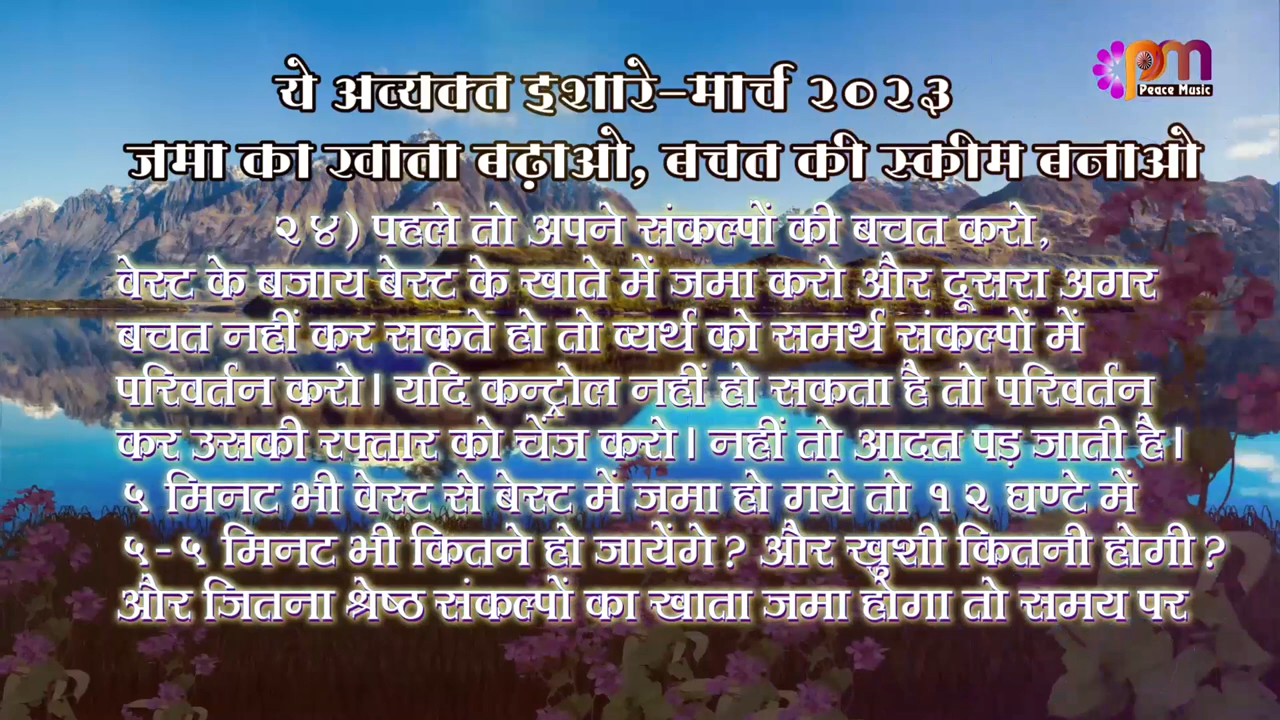 pm
Peace Music
ये अव्यक्त इशारे-मार्च २०२३
जमा का खाता बढ़ाओ, बचत की स्कीम बनाओ
२४) पहले तो अपने संकल्पों की बचत करो,
वेस्ट के बजाय बेस्ट के खाते में जमा करो और दूसरा अगर
बचत नहीं कर सकते हो तो व्यर्थ को समर्थ संकल्पों में
परिवर्तन करो। यदि कन्ट्रोल नहीं हो सकता है तो परिवर्तन
कर उसकी रफ्तार को चेंज करो। नहीं तो आदत पड़ जाती है।
५ मिनट भी वेस्ट से बेस्ट में जमा हो गये तो १२ घण्टे में
५-५ मिनट भी कितने हो जायेंगे? और खुशी कितनी होगी?
और जितना श्रेष्ठ संकल्पों का खाता जमा होगा तो समय पर